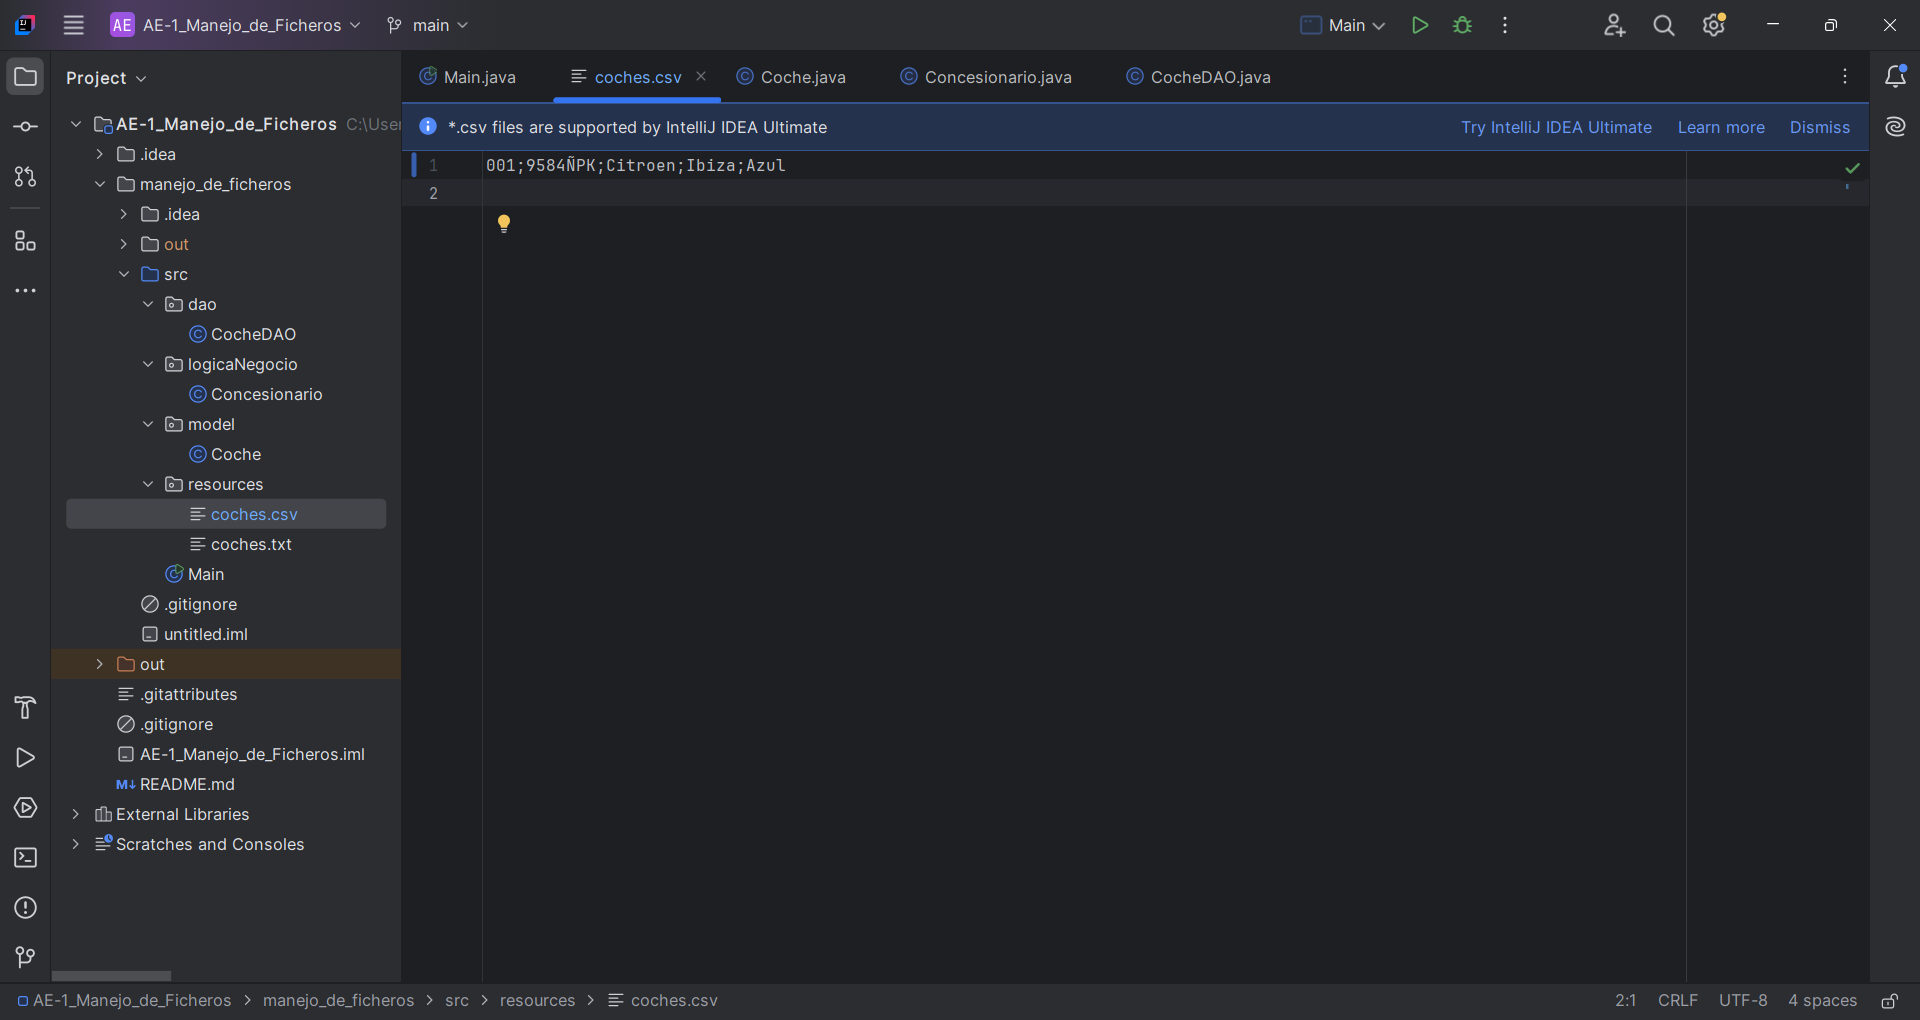 AE AE-1_Manejo_de_Ficheros main Main
Project
Main.java coches.csv Coche.java Concesionario.java CocheDAO.java
*.csv files are supported by IntelliJ IDEA Ultimate Try IntelliJ IDEA Ultimate Learn more Dismiss
1 001;9584ÑPK;Citroen;Ibiza;Azul
2
AE-1_Manejo_de_Ficheros C:\User
.idea
manejo_de_ficheros
.idea
out
src
dao
CocheDAO
logicaNegocio
Concesionario
model
Coche
resources
coches.csv
coches.txt
Main
.gitignore
untitled.iml
out
.gitattributes
.gitignore
AE-1_Manejo_de_Ficheros.iml
README.md
External Libraries
Scratches and Consoles
AE-1_Manejo_de_Ficheros > manejo_de_ficheros > src > resources > coches.csv 2:1 CRLF UTF-8 4 spaces